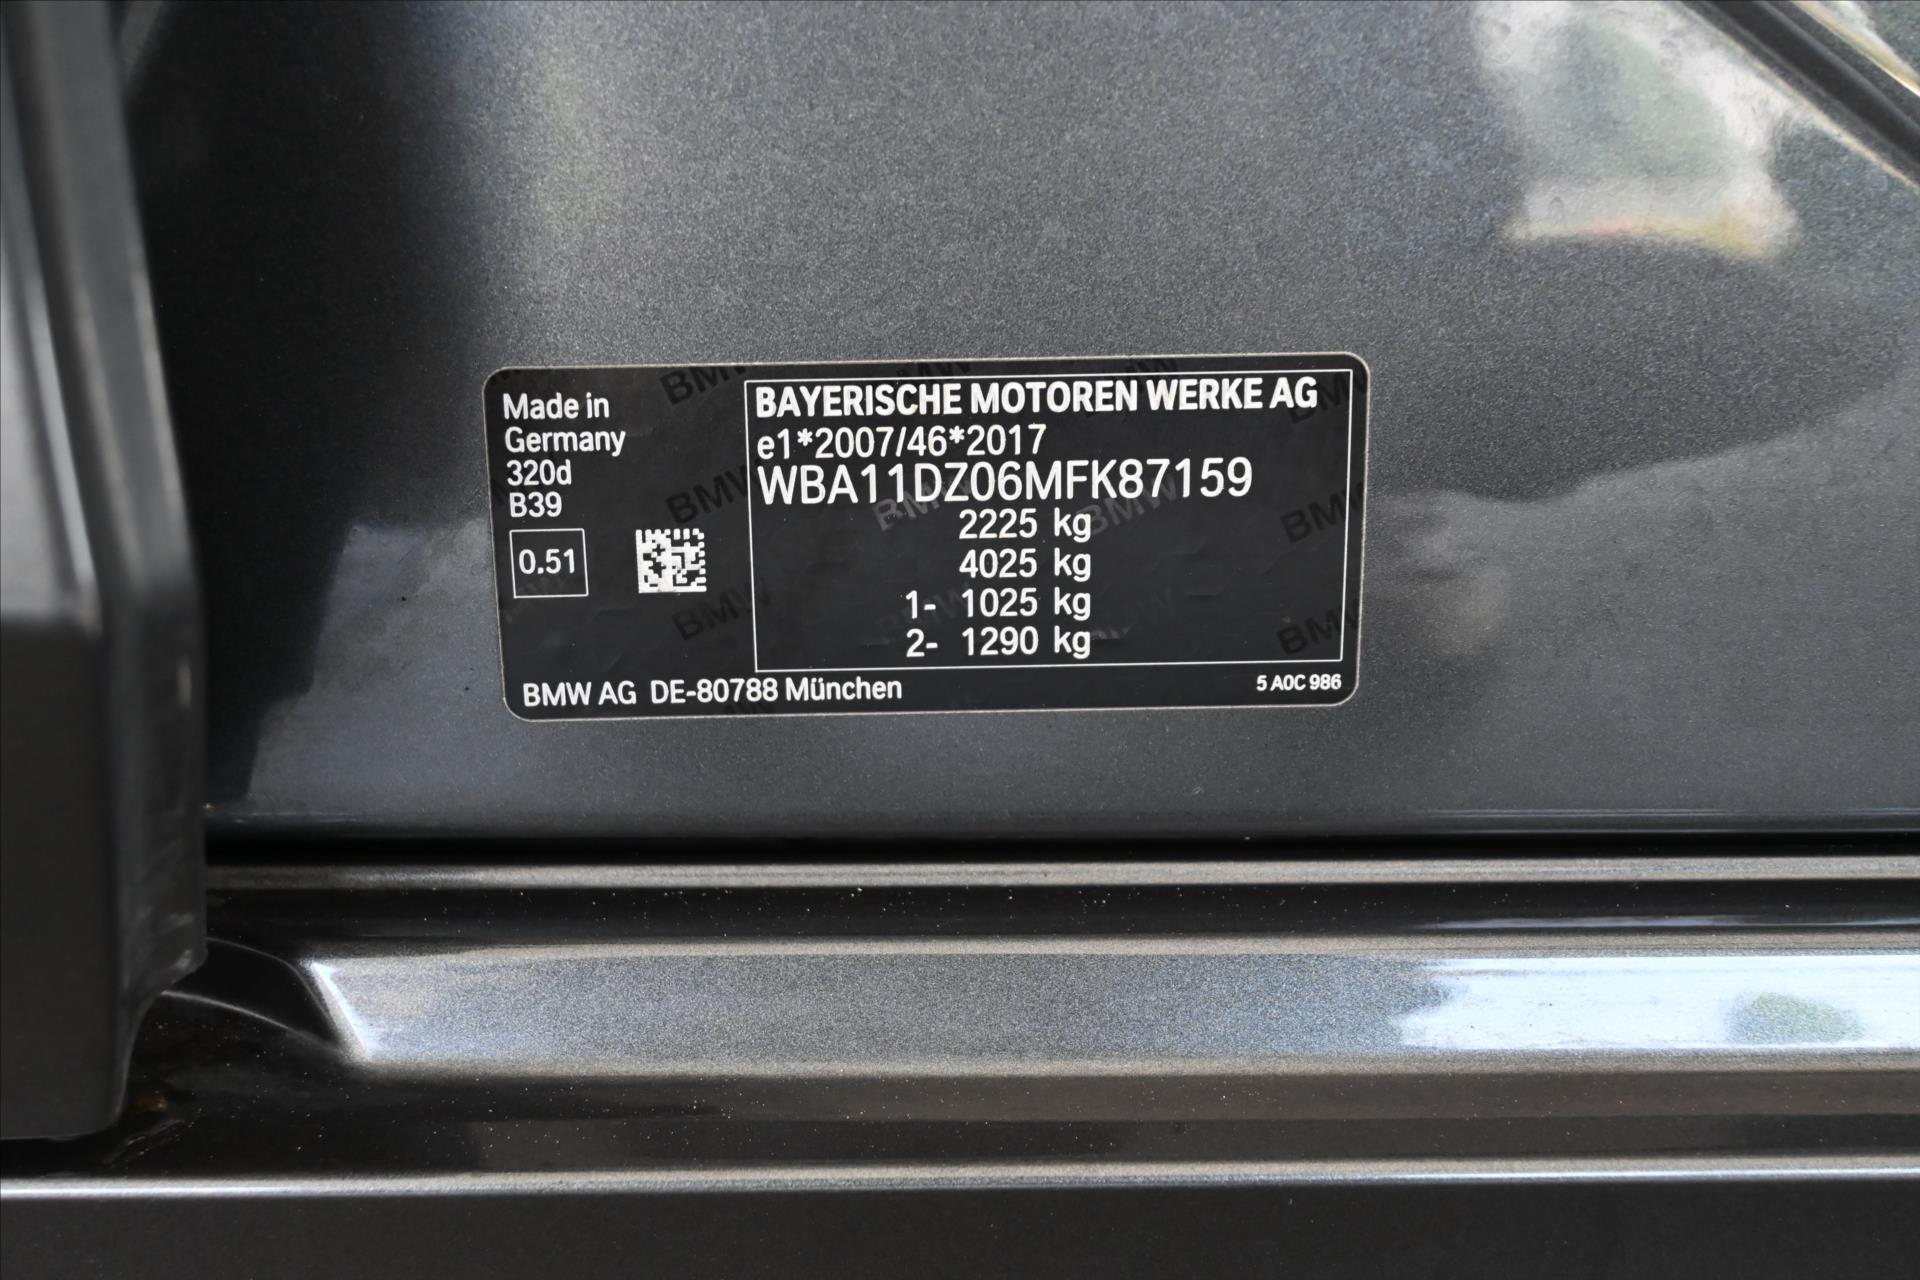 Made in
Germany
320d
B39
0.51
BAYERISCHE MOTOREN WERKE AG
e1*2007/46*2017
WBA11DZ06MFK87159
2225 kg
4025 kg
1- 1025 kg
2- 1290 kg
BMW AG DE-80788 München
5 A0C 986